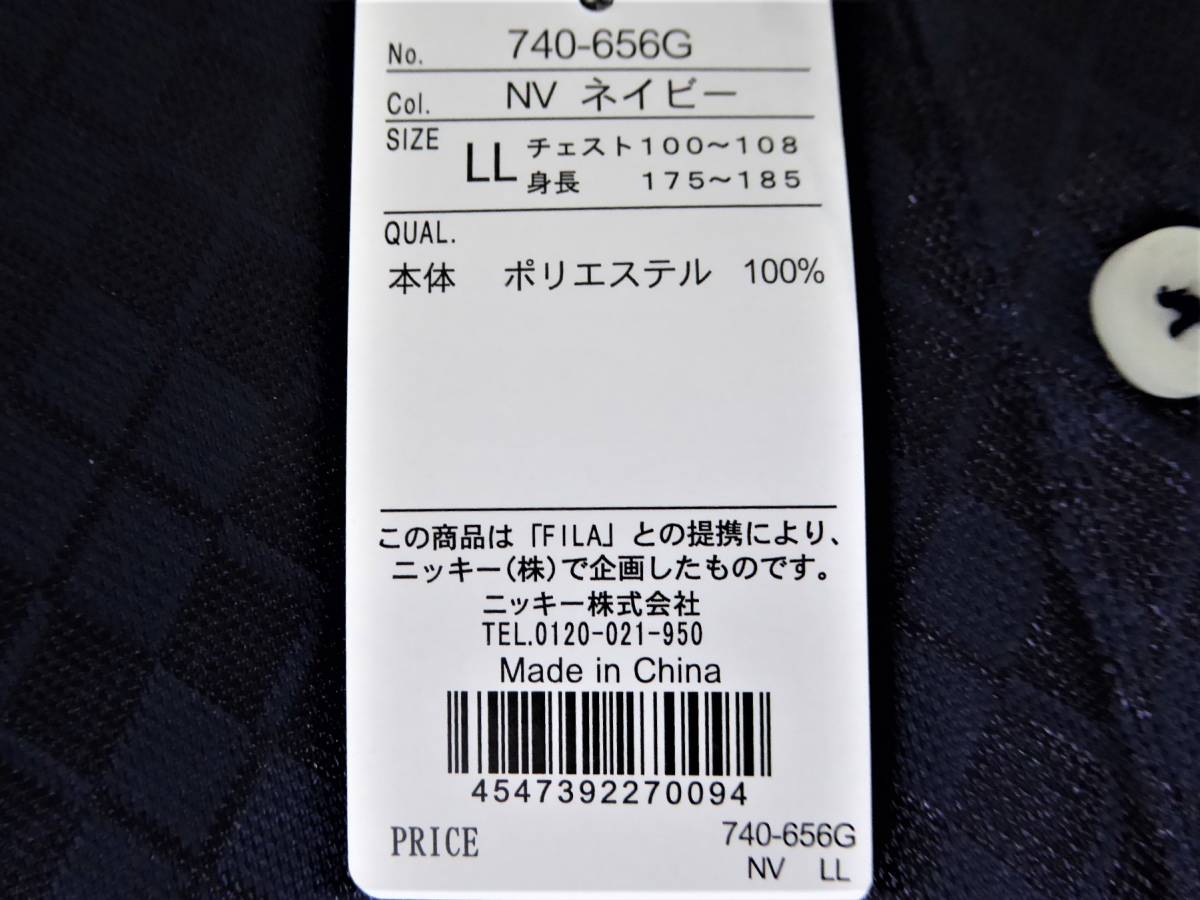 No. 740-656G
Col. NV ネイビー
SIZE LL チェスト１００～１０８
身長 １７５～１８５
QUAL.
本体 ポリエステル 100%
この商品は「FILA」との提携により、
ニッキー(株)で企画したものです。
ニッキー株式会社
TEL.0120-021-950
Made in China
4547392270094
PRICE 740-656G
NV LL